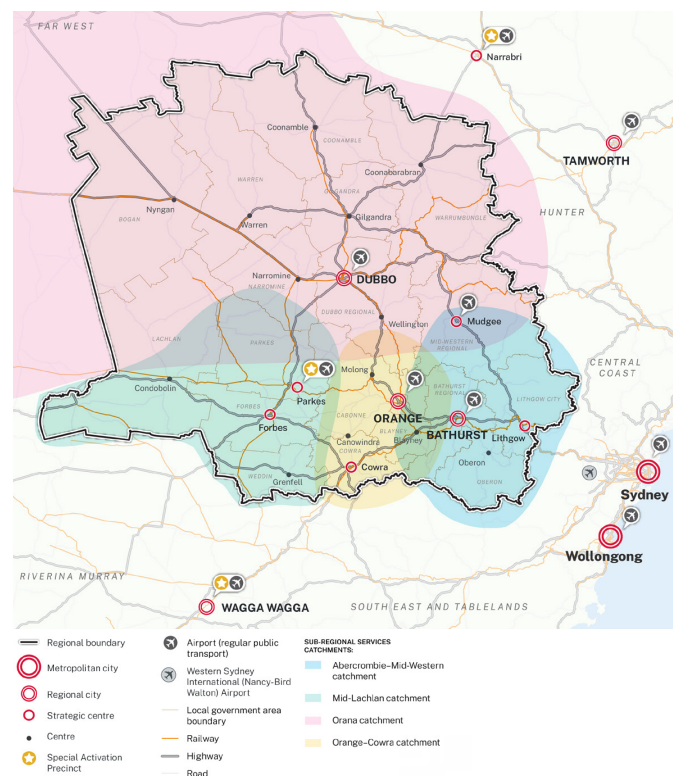 FAR WEST
Narrabri
Coonamble
COONAMBLE
TAMWORTH
Coonabarabran
WARREN
GILGANDRA
Nyngan
HUNTER
BOGAN
Gilgandra
WARRUMBUNGLE
Warren
Narromine
DUBBO
NARROMINE
DUBBO REGIONAL
Mudgee
Wellington
LACHLAN
PARKES
MID-WESTERN
REGIONAL
CENTRAL
COAST
Molong
Condobolin
BATHURST
REGIONAL
LITHGOW CITY
Parkes
FORBES
CABONNE
ORANGE
Forbes
BLAYNEY
BATHURST
Lithgow
Canowindra
Blayney
COWRA
Oberon
Cowra
WEDDIN
Grenfell
OBERON
Sydney
Wollongong
RIVERINA MURRAY
WAGGA WAGGA
SOUTH EAST AND TABLELANDS
Regional boundary
Metropolitan city
Regional city
Strategic centre
Centre
Special Activation
Precinct
Airport (regular public
transport)
Western Sydney
International (Nancy-Bird
Walton) Airport
Local government area
boundary
Railway
Highway
Road
SUB-REGIONAL SERVICES
CATCHMENTS:
Abercrombie–Mid-Western
catchment
Mid-Lachlan catchment
Orana catchment
Orange–Cowra catchment